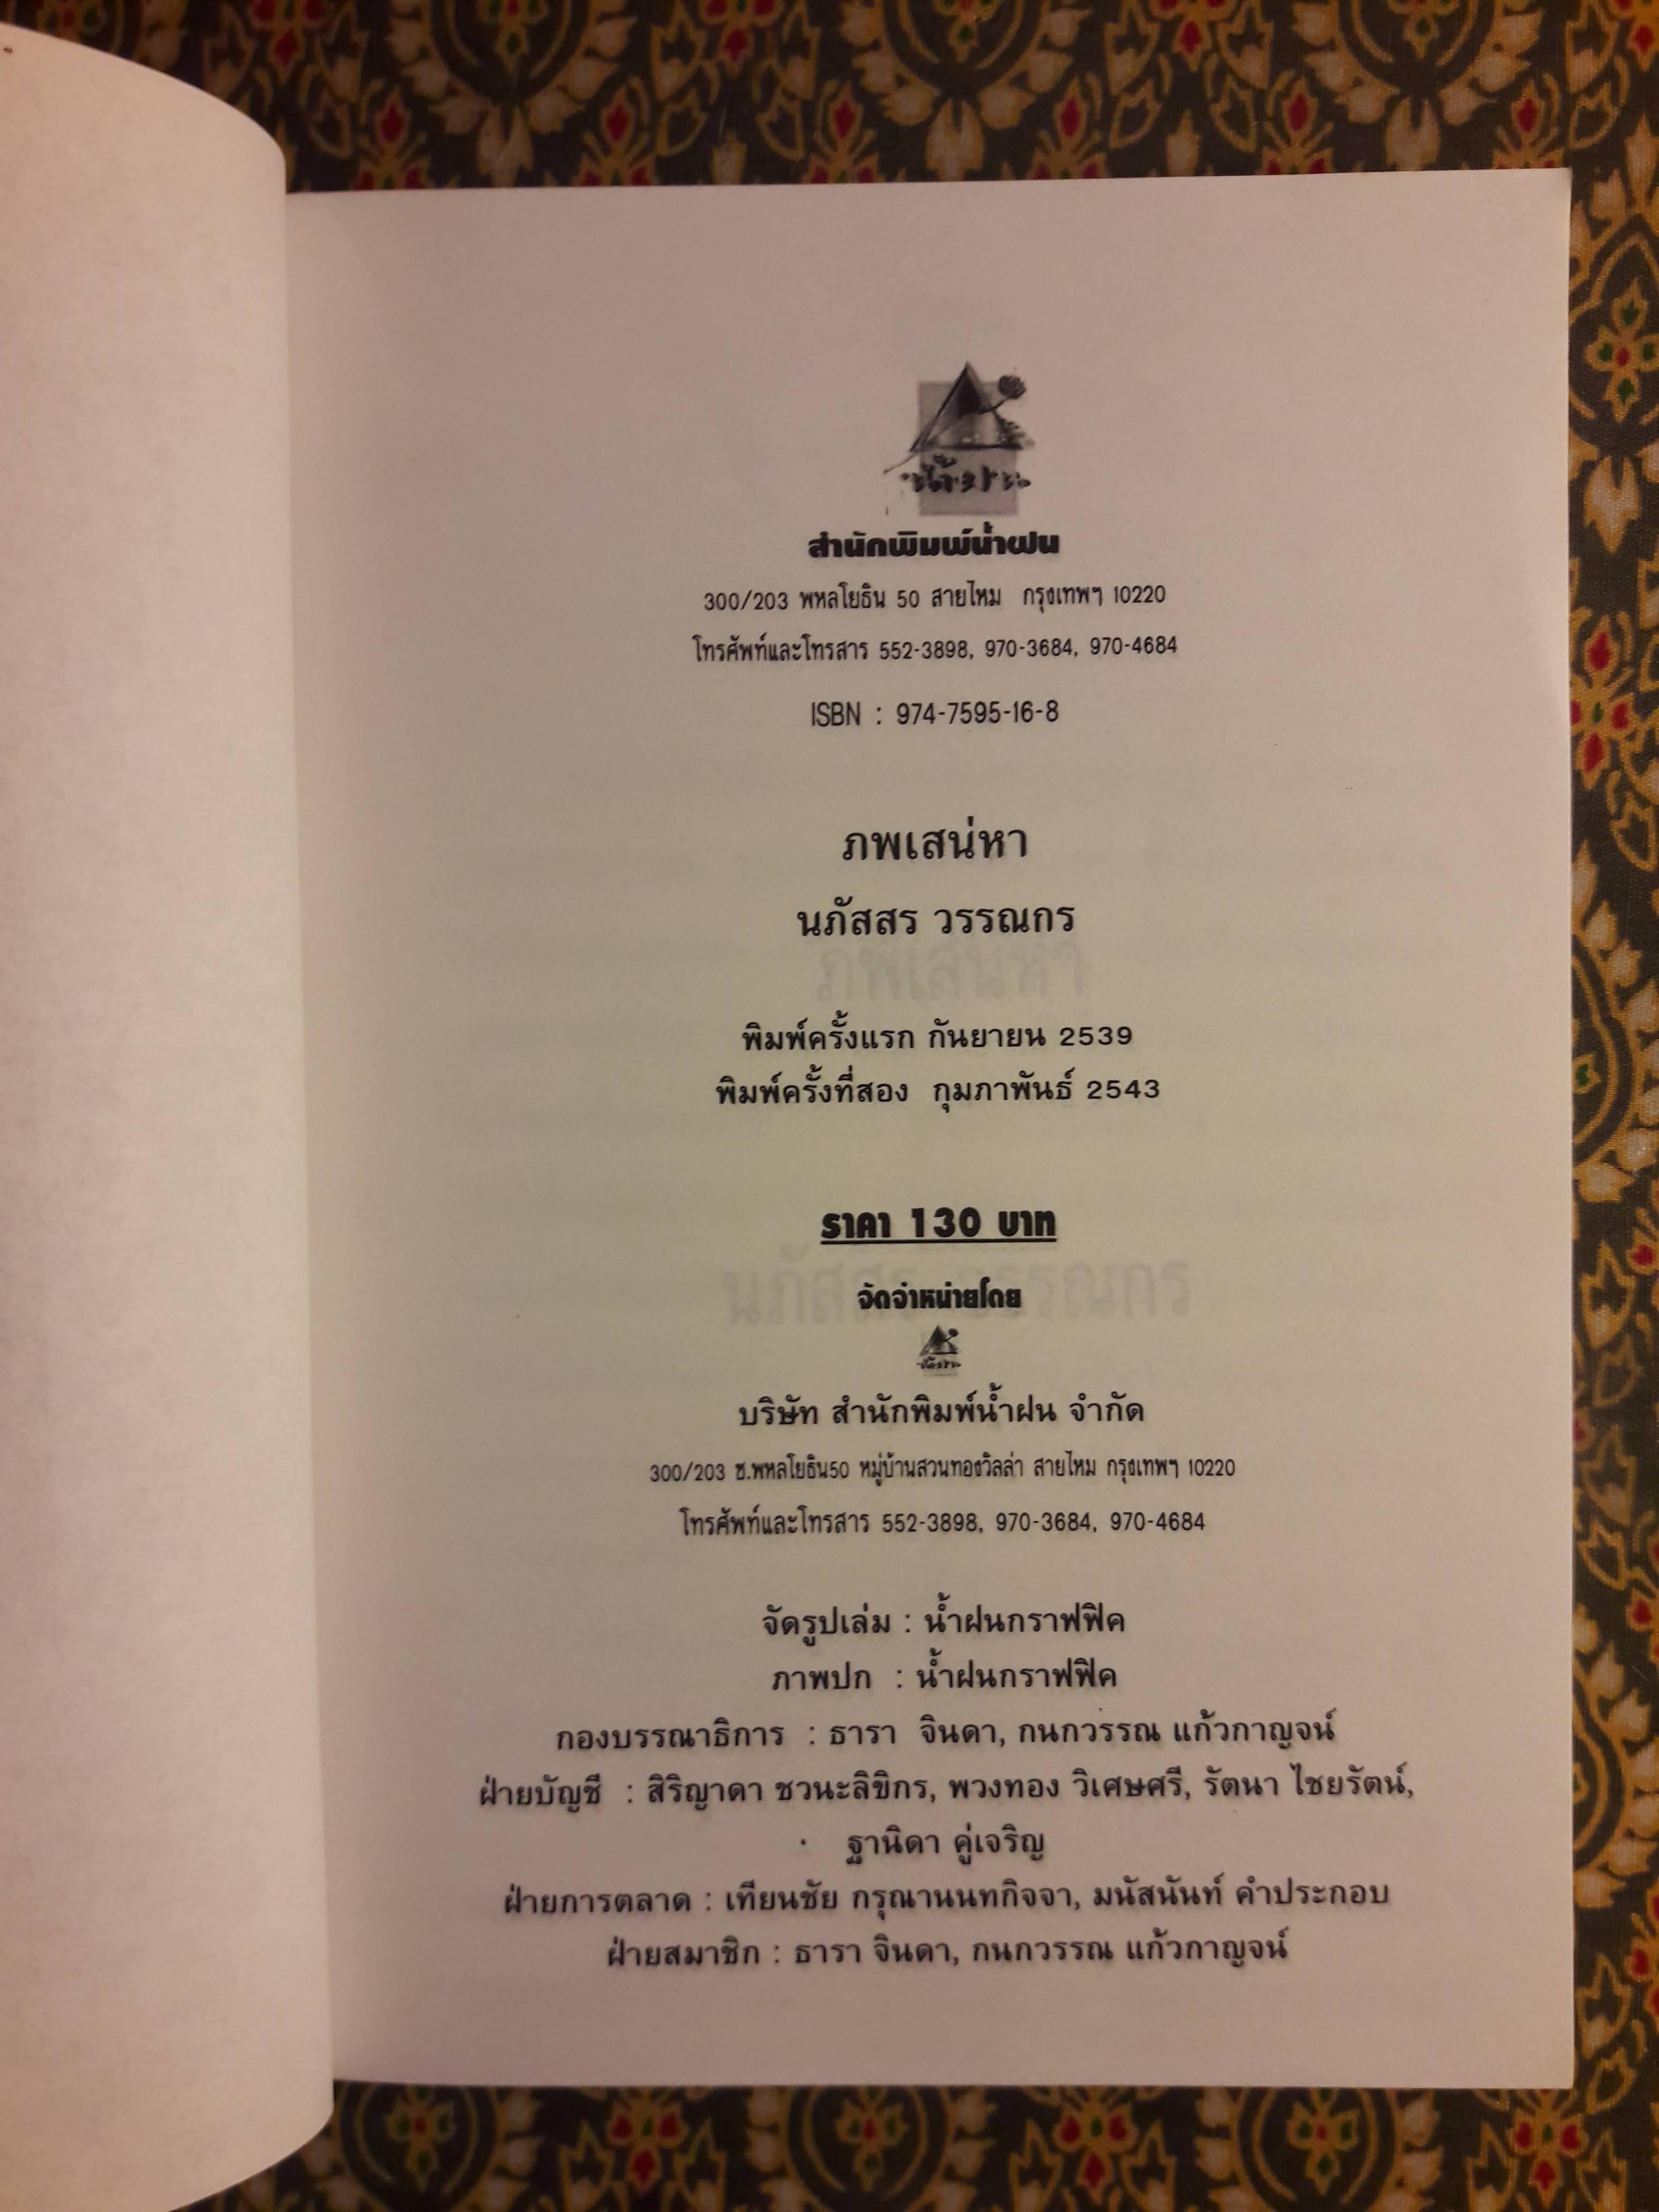 น้ำฝน
สำนักพิมพ์น้ำฝน
300/203 พหลโยธิน 50 สายไหม กรุงเทพฯ 10220
โทรศัพท์และโทรสาร 552-3898, 970-3684, 970-4684
ISBN : 974-7595-16-8
ภพเสน่หา
นภัสสร วรรณกร
พิมพ์ครั้งแรก กันยายน 2539
พิมพ์ครั้งที่สอง กุมภาพันธ์ 2543
ราคา 130 บาท
จัดจำหน่ายโดย
บริษัท สำนักพิมพ์น้ำฝน จำกัด
300/203 ซ.พหลโยธิน50 หมู่บ้านสวนทองวิลล่า สายไหม กรุงเทพฯ 10220
โทรศัพท์และโทรสาร 552-3898, 970-3684, 970-4684
จัดรูปเล่ม : น้ำฝนกราฟฟิค
ภาพปก : น้ำฝนกราฟฟิค
กองบรรณาธิการ : ธารา จินดา, กนกวรรณ แก้วกาญจน์
ฝ่ายบัญชี : สิริญาดา ชวนะลิขิกร, พวงทอง วิเศษศรี, รัตนา ไชยรัตน์,
ฐานิดา คู่เจริญ
ฝ่ายการตลาด : เทียนชัย กรุณานนทกิจจา, มนัสนันท์ คำประกอบ
ฝ่ายสมาชิก : ธารา จินดา, กนกวรรณ แก้วกาญจน์